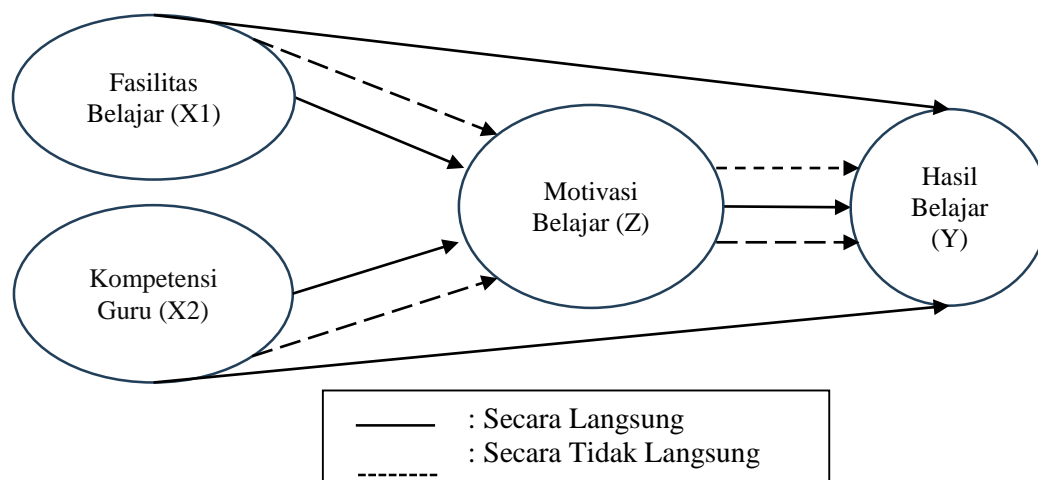 Fasilitas
Belajar (X1)
Motivasi
Belajar (Z)
Hasil
Belajar
(Y)
Kompetensi
Guru (X2)
: Secara Langsung
: Secara Tidak Langsung